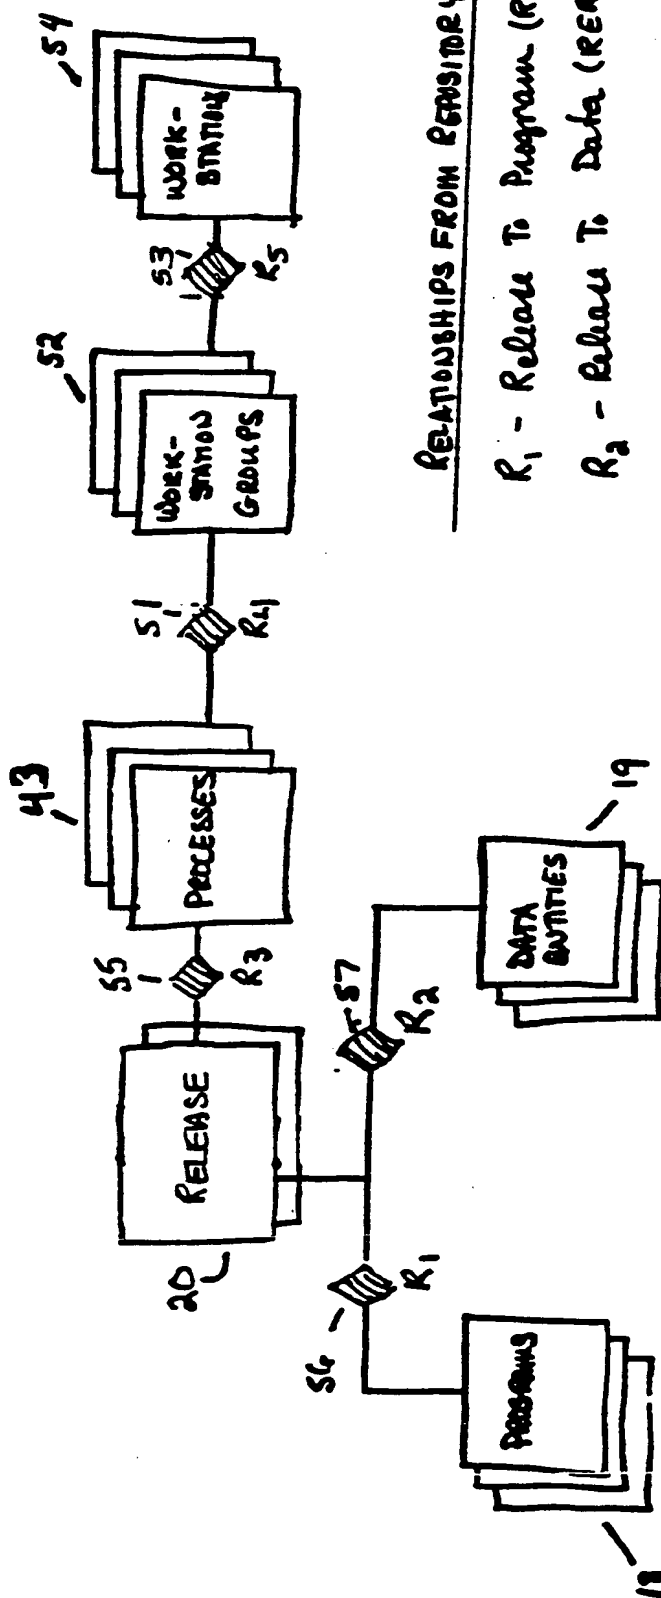 54
WORK-
STATION
53
R5
52
WORK-
STATION
GROUPS
51
R4
43
PROCESSES
55
R3
RELEASE
20
57
R2
DATA
ENTITIES
19
56
R1
PROGRAMS
18
RELATIONSHIPS FROM REPOSITORY
R1 - Release To Program (R
R2 - Release To Data (RER